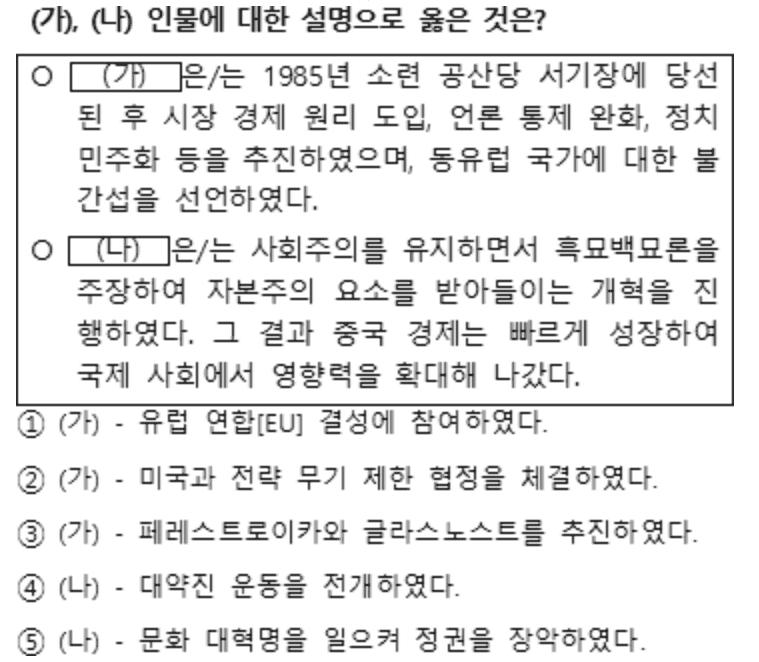 (가), (나) 인물에 대한 설명으로 옳은 것은?
○ (가) 은/는 1985년 소련 공산당 서기장에 당선
된 후 시장 경제 원리 도입, 언론 통제 완화, 정치
민주화 등을 추진하였으며, 동유럽 국가에 대한 불
간섭을 선언하였다.
○ (나) 은/는 사회주의를 유지하면서 흑묘백묘론을
주장하여 자본주의 요소를 받아들이는 개혁을 진
행하였다. 그 결과 중국 경제는 빠르게 성장하여
국제 사회에서 영향력을 확대해 나갔다.
① (가) - 유럽 연합[EU] 결성에 참여하였다.
② (가) - 미국과 전략 무기 제한 협정을 체결하였다.
③ (가) - 페레스트로이카와 글라스노스트를 추진하였다.
④ (나) - 대약진 운동을 전개하였다.
⑤ (나) - 문화 대혁명을 일으켜 정권을 장악하였다.